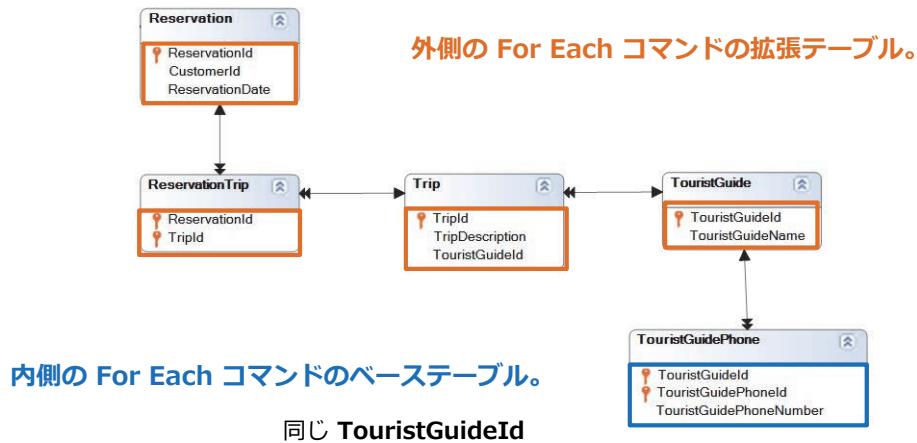 Reservation
ReservationId
CustomerId
ReservationDate
外側の For Each コマンドの拡張テーブル。
ReservationTrip
ReservationId
TripId
Trip
TripId
TripDescription
TouristGuideId
TouristGuide
TouristGuideId
TouristGuideName
TouristGuidePhone
TouristGuideId
TouristGuidePhoneId
TouristGuidePhoneNumber
内側の For Each コマンドのベーステーブル。
同じ TouristGuideId